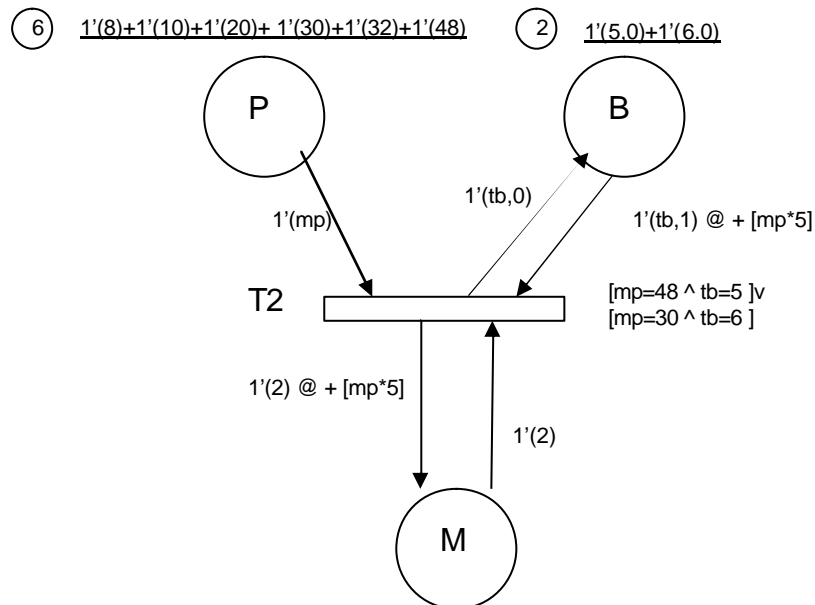 6 1'(8)+1'(10)+1'(20)+ 1'(30)+1'(32)+1'(48) 2 1'(5.0)+1'(6.0)
P B
1'(tb,0)
1'(mp) 1'(tb,1) @ + [mp*5]
T2 [mp=48 ^ tb=5 ]v
[mp=30 ^ tb=6 ]
1'(2) @ + [mp*5]
1'(2)
M